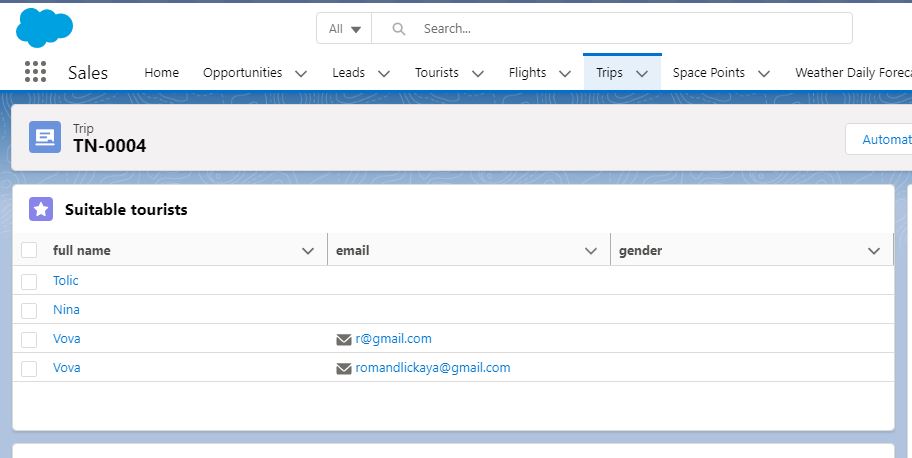 All Search...
Sales Home Opportunities Leads Tourists Flights Trips Space Points Weather Daily Foreca
Trip
TN-0004
Automat
Suitable tourists
full name email gender
Tolic
Nina
Vova r@gmail.com
Vova romandlickaya@gmail.com